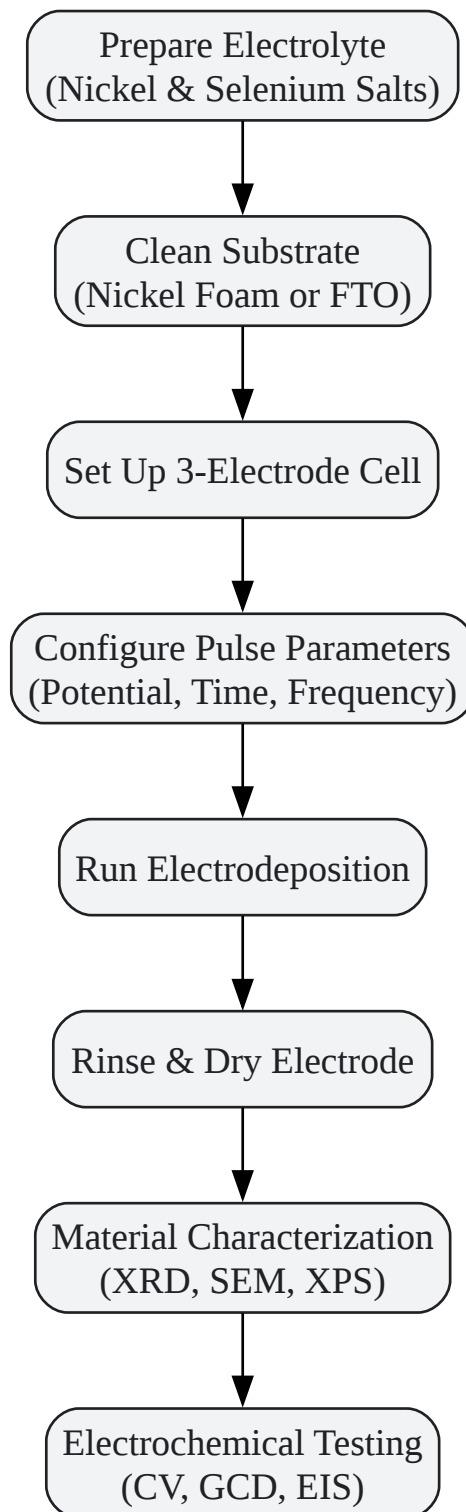 Prepare Electrolyte
(Nickel & Selenium Salts)
Clean Substrate
(Nickel Foam or FTO)
Set Up 3-Electrode Cell
Configure Pulse Parameters
(Potential, Time, Frequency)
Run Electrodeposition
Rinse & Dry Electrode
Material Characterization
(XRD, SEM, XPS)
Electrochemical Testing
(CV, GCD, EIS)